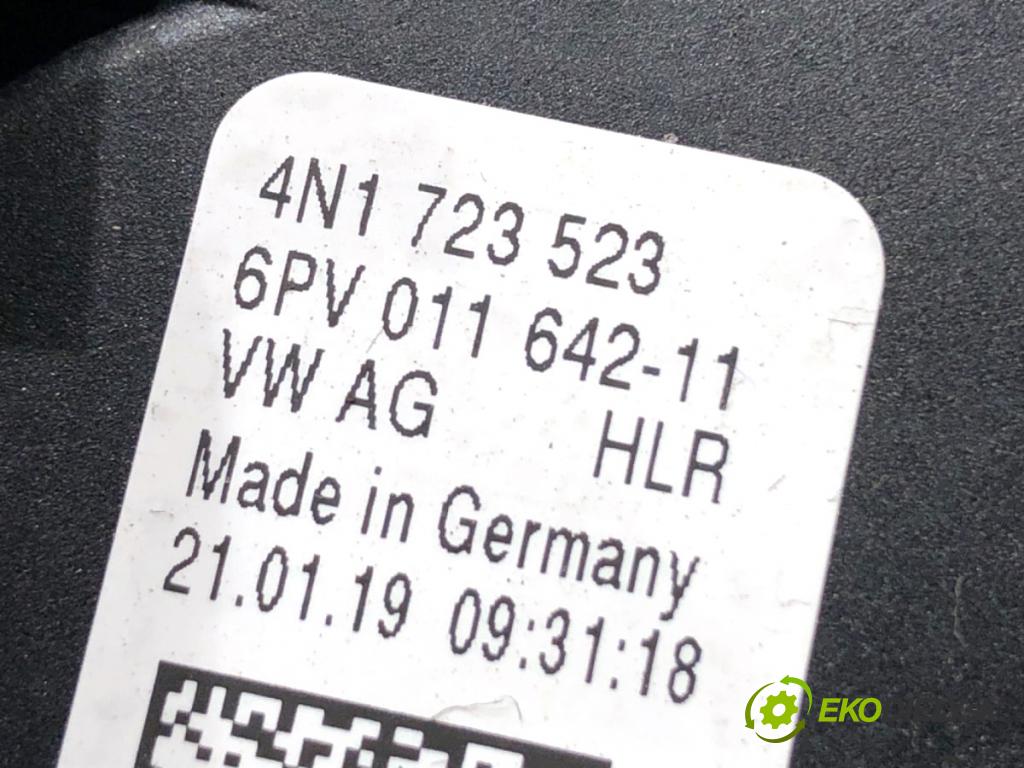 4N1 723 523
6PV 011 642-11
VW AG HLR
Made in Germany
21.01.19 09:31:18
EKO